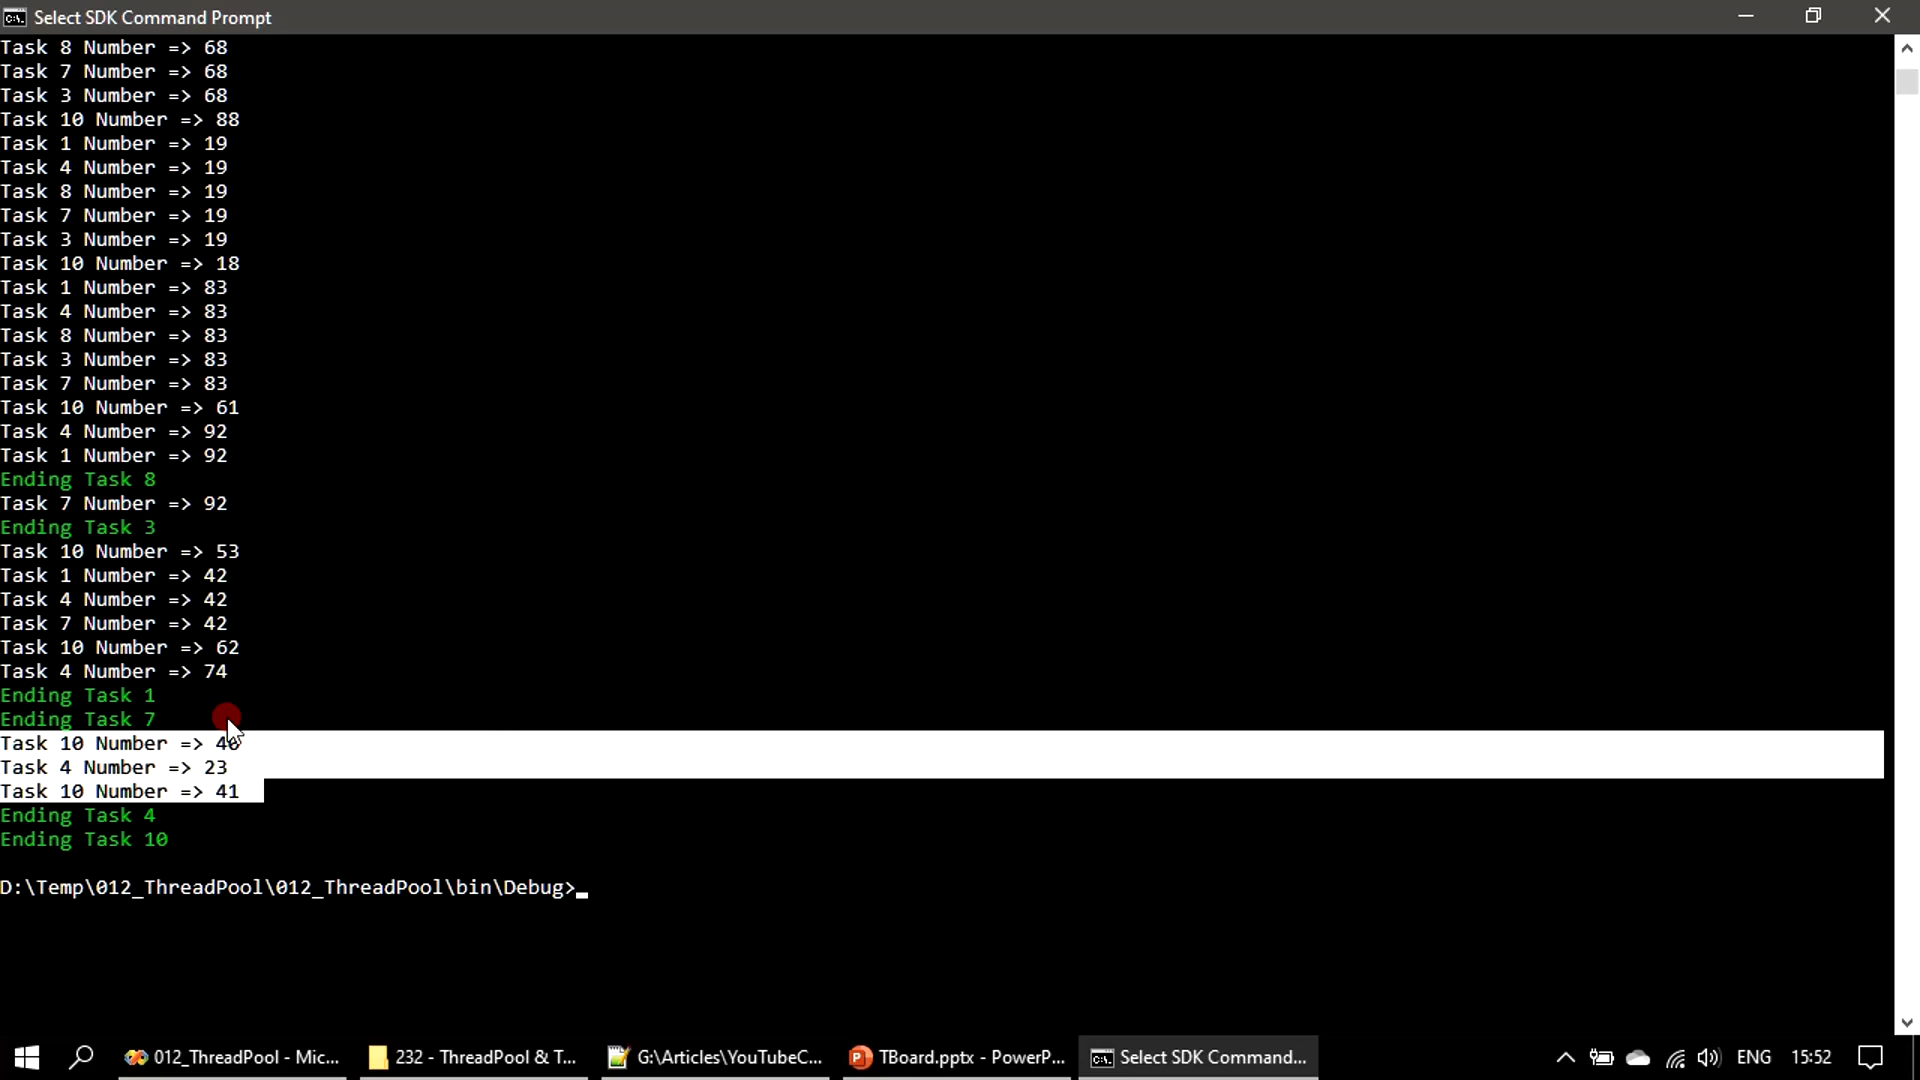 Select SDK Command Prompt
Task 8 Number => 68
Task 7 Number => 68
Task 3 Number => 68
Task 10 Number => 88
Task 1 Number => 19
Task 4 Number => 19
Task 8 Number => 19
Task 7 Number => 19
Task 3 Number => 19
Task 10 Number => 18
Task 1 Number => 83
Task 4 Number => 83
Task 8 Number => 83
Task 3 Number => 83
Task 7 Number => 83
Task 10 Number => 61
Task 4 Number => 92
Task 1 Number => 92
Ending Task 8
Task 7 Number => 92
Ending Task 3
Task 10 Number => 53
Task 1 Number => 42
Task 4 Number => 42
Task 7 Number => 42
Task 10 Number => 62
Task 4 Number => 74
Ending Task 1
Ending Task 7
Task 10 Number =>
Task 4 Number => 23
Task 10 Number => 41
Ending Task 4
Ending Task 10
D:\Temp\012_ThreadPool\012_ThreadPool\bin\Debug>
012_ThreadPool - Mic...
232 - ThreadPool & T...
G:\Articles\YouTubeC...
TBoard.pptx - PowerP...
Select SDK Command...
ENG
15:52